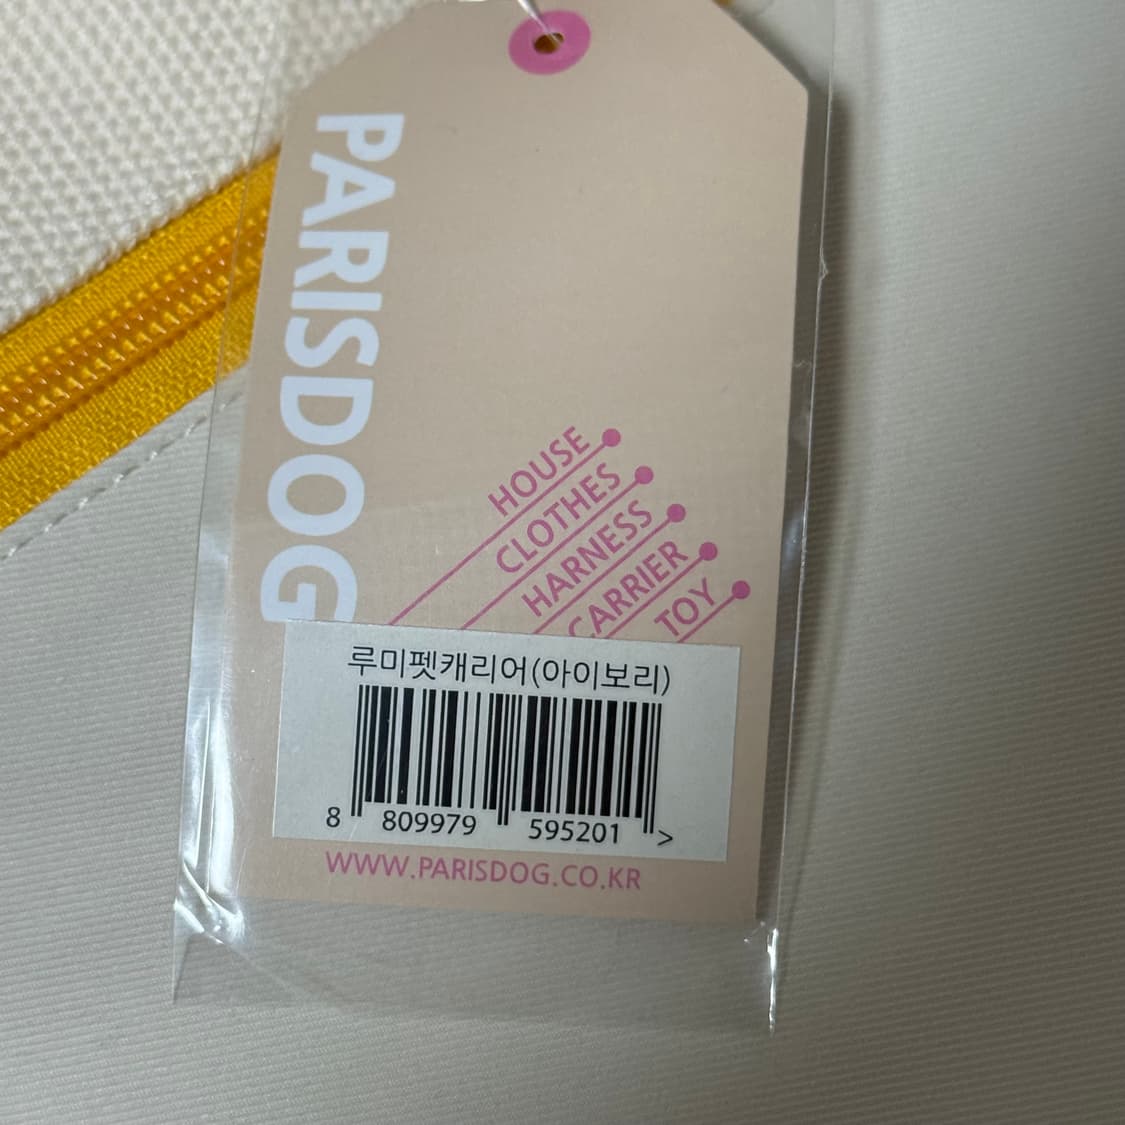 PARISDOG
HOUSE
CLOTHES
HARNESS
CARRIER
TOY
루미펫캐리어(아이보리)
8 809979 595201 >
WWW.PARISDOG.CO.KR